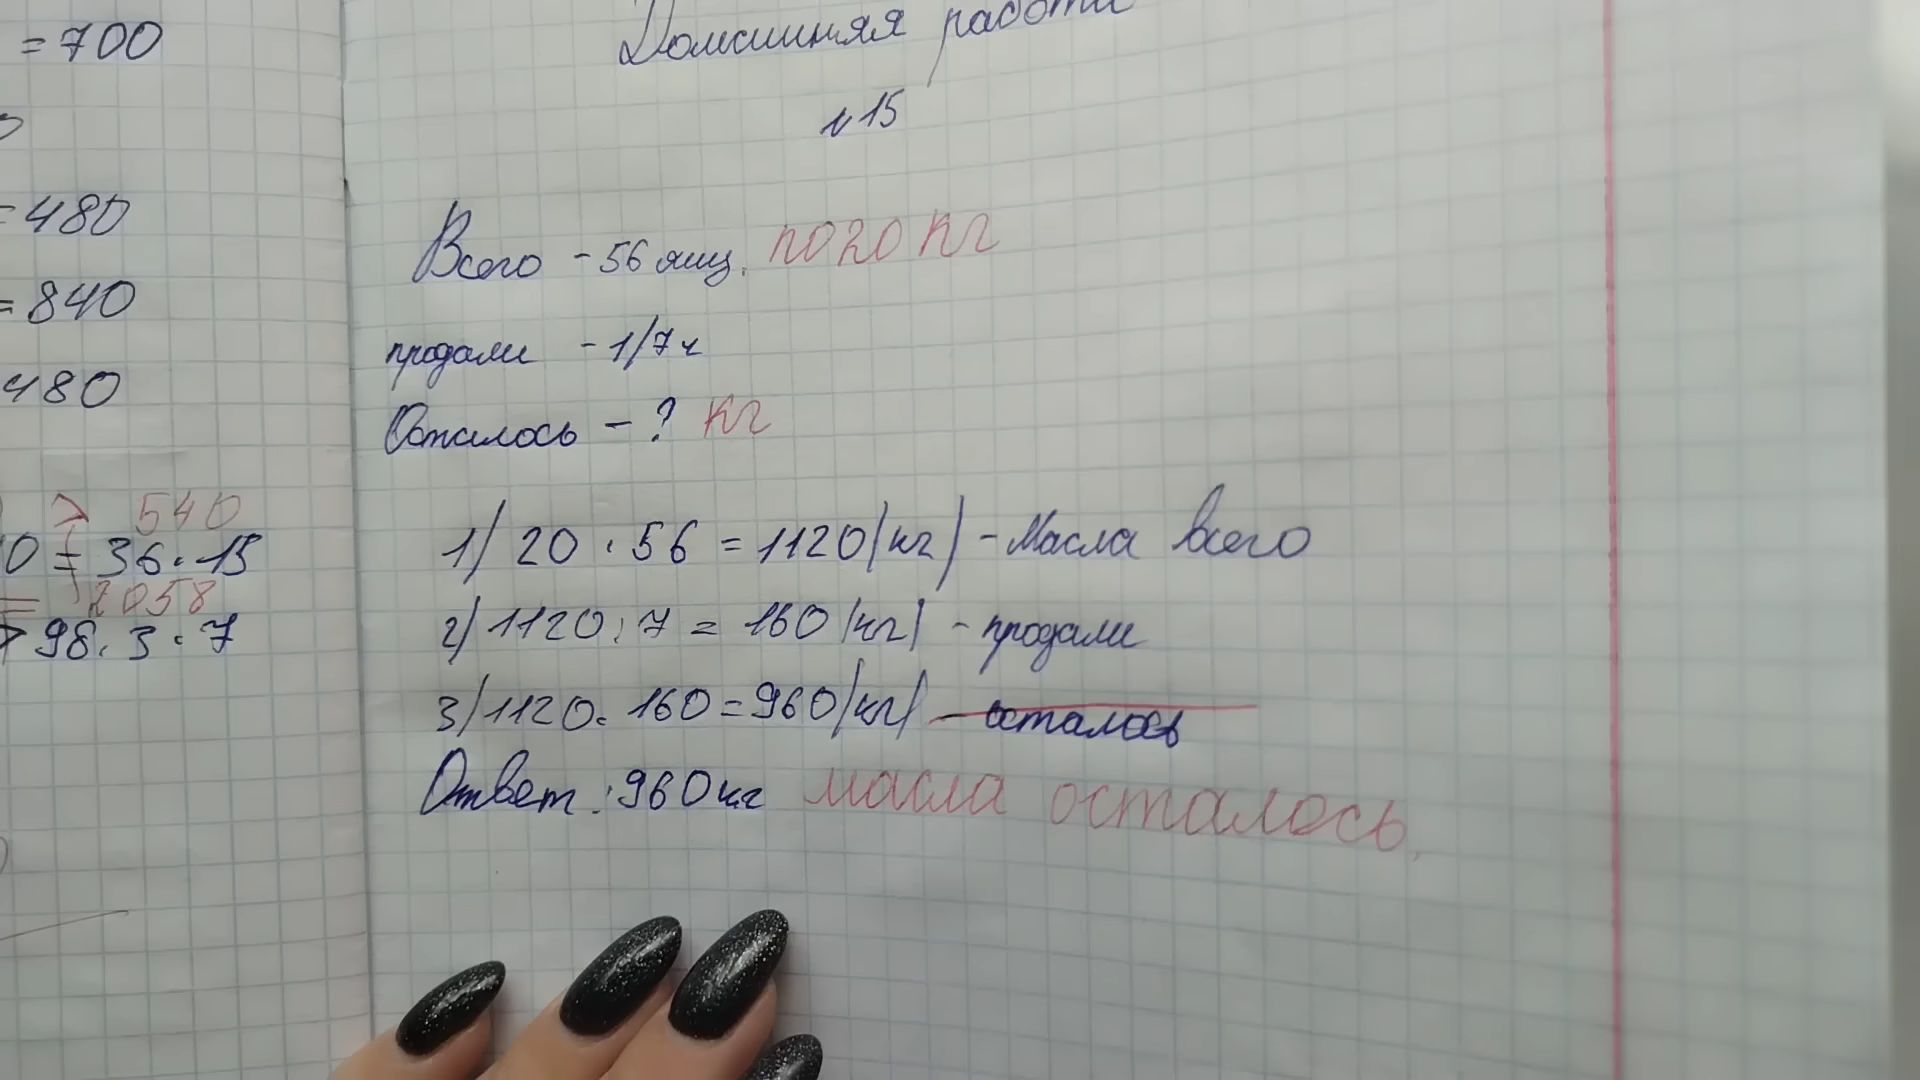 =700
=480
=840
480
> 540
0 = 36 · 15
= 2058
> 98 · 3 · 7
Домашняя работа
№15
Всего - 56 ящ. по 20 кг
продали - 1/7 ч
Осталось - ? кг
1) 20 · 56 = 1120 (кг) - Масла всего
2) 1120 : 7 = 160 (кг) - продали
3) 1120 - 160 = 960 (кг) - осталось
Ответ : 960 кг масла осталось.